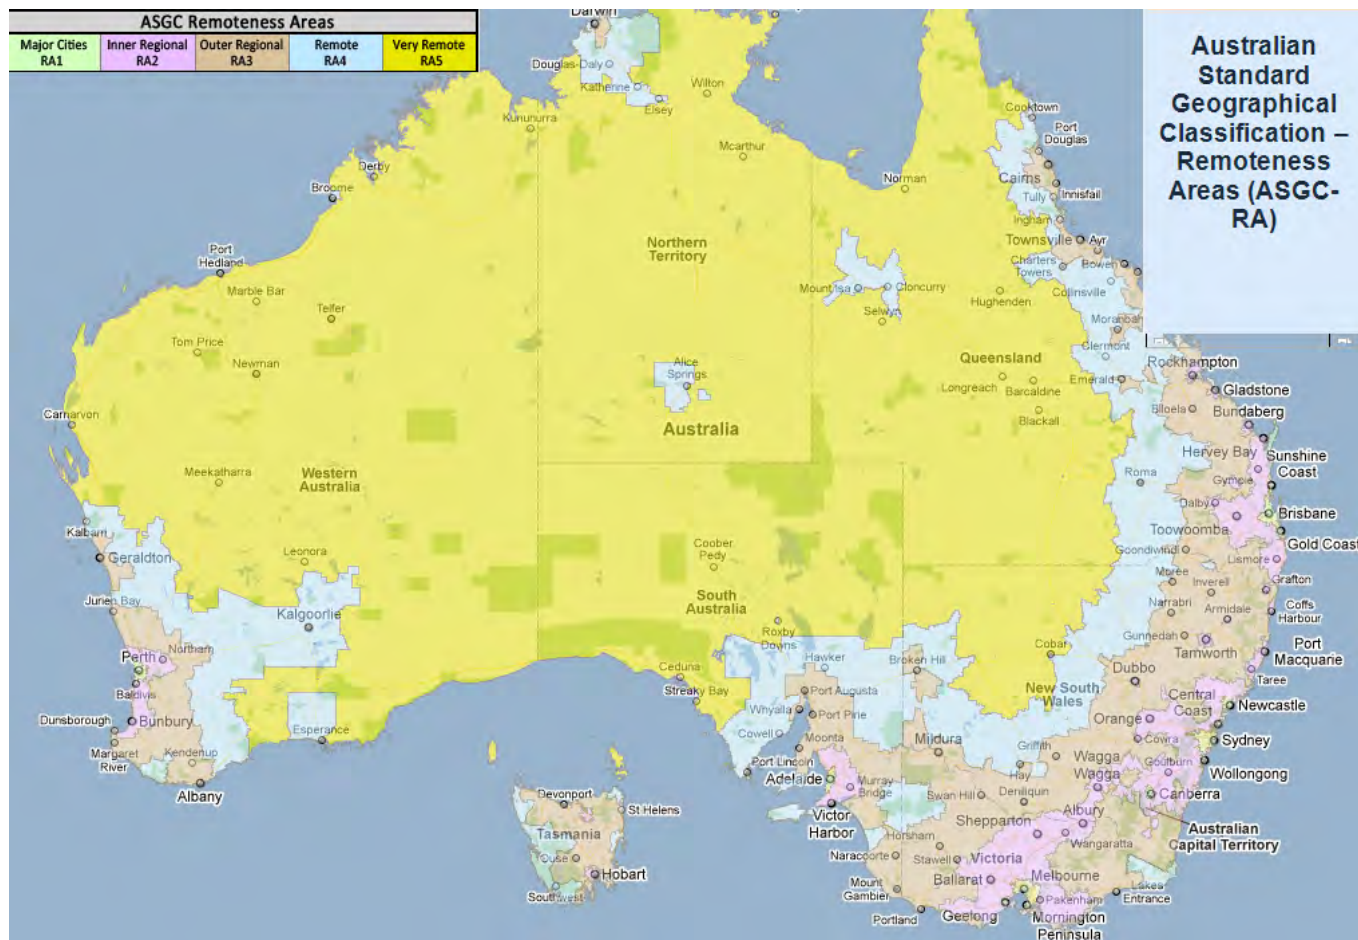 ASGC Remoteness Areas
Major Cities
RA1
Inner Regional
RA2
Outer Regional
RA3
Remote
RA4
Very Remote
RA5
Australian
Standard
Geographical
Classification –
Remoteness
Areas (ASGC-
RA)
Darwin
Douglas-Daly
Katherine
Elsey
Wilton
Kununurra
Mcarthur
Derby
Broome
Norman
Cooktown
Port
Douglas
Cairns
Innisfail
Tully
Ingham
Townsville
Ayr
Charters
Towers
Bowen
Collinsville
Port
Hedland
Marble Bar
Telfer
Tom Price
Newman
Northern
Territory
Mount Isa
Cloncurry
Selwyn
Hughenden
Moranbah
Clermont
Queensland
Longreach
Barcaldine
Blackall
Emerald
Rockhampton
Gladstone
Biloela
Bundaberg
Alice
Springs
Australia
Carnarvon
Meekatharra
Western
Australia
Hervey Bay
Sunshine
Coast
Gympie
Roma
Dalby
Brisbane
Toowoomba
Gold Coast
Goondiwindi
Lismore
Kalbarri
Geraldton
Leonora
Coober
Pedy
South
Australia
Moree
Inverell
Grafton
Narrabri
Armidale
Coffs
Harbour
Jurien Bay
Kalgoorlie
Roxby
Downs
Gunnedah
Tamworth
Port
Macquarie
Perth
Northam
Baldivis
Hawker
Broken Hill
Cobar
Dubbo
Taree
Ceduna
Streaky Bay
Port Augusta
New South
Wales
Central
Coast
Newcastle
Dunsborough
Bunbury
Esperance
Whyalla
Port Pirie
Orange
Cowra
Sydney
Margaret
River
Kendenup
Cowell
Moonta
Mildura
Griffith
Wagga
Wagga
Goulburn
Wollongong
Albany
Port Lincoln
Adelaide
Murray
Bridge
Hay
Swan Hill
Deniliquin
Canberra
Devonport
St Helens
Victor
Harbor
Shepparton
Albury
Australian
Capital Territory
Tasmania
Horsham
Wangaratta
Naracoorte
Stawell
Victoria
Ouse
Hobart
Southwest
Mount
Gambier
Ballarat
Melbourne
Lakes
Entrance
Pakenham
Portland
Geelong
Mornington
Peninsula